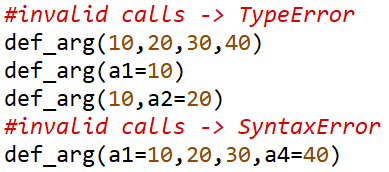 #invalid calls -> TypeError
def_arg(10,20,30,40)
def_arg(a1=10)
def_arg(10,a2=20)
#invalid calls -> SyntaxError
def_arg(a1=10,20,30,a4=40)